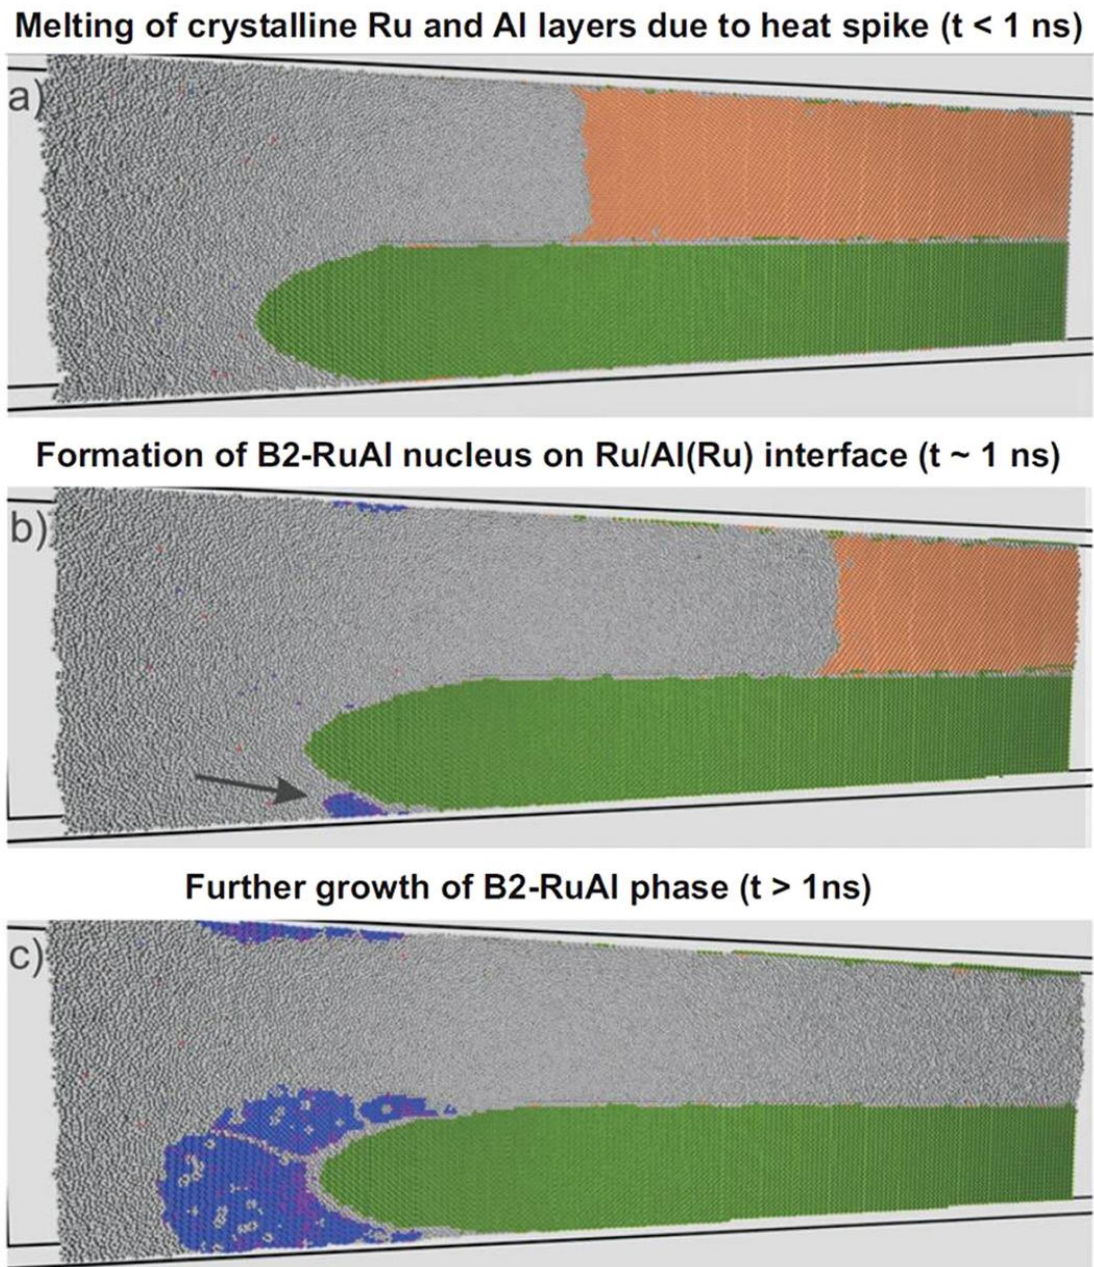 Melting of crystalline Ru and Al layers due to heat spike (t < 1 ns)
a)
Formation of B2-RuAl nucleus on Ru/Al(Ru) interface (t ~ 1 ns)
b)
Further growth of B2-RuAl phase (t > 1ns)
c)